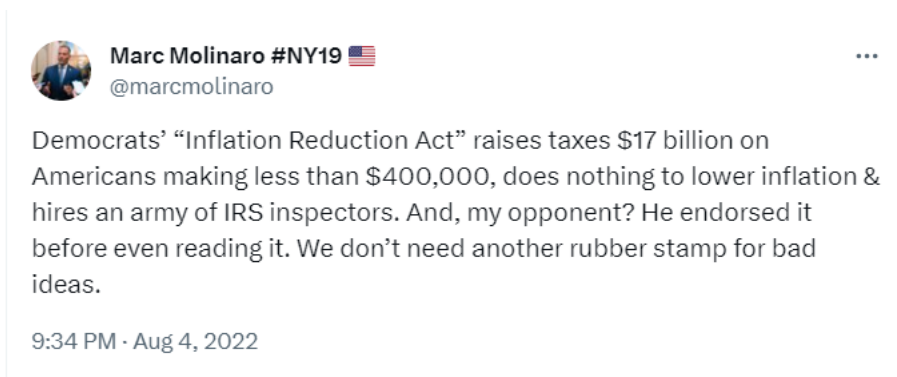 Marc Molinaro #NY19 🇺🇸
@marcmolinaro
Democrats’ “Inflation Reduction Act” raises taxes $17 billion on
Americans making less than $400,000, does nothing to lower inflation &
hires an army of IRS inspectors. And, my opponent? He endorsed it
before even reading it. We don’t need another rubber stamp for bad
ideas.
9:34 PM · Aug 4, 2022